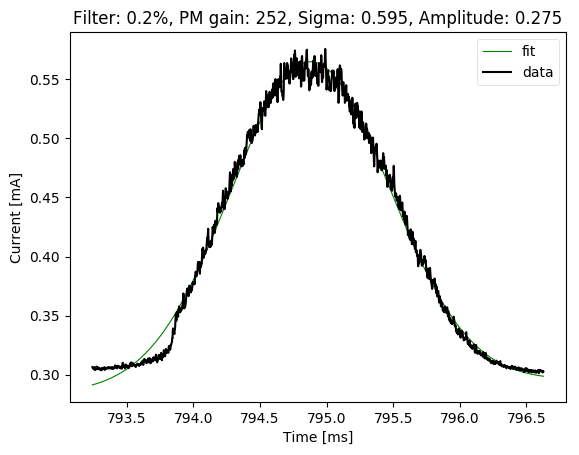 Filter: 0.2%, PM gain: 252, Sigma: 0.595, Amplitude: 0.275
fit
data
0.55
0.50
0.45
0.40
0.35
0.30
Current [mA]
793.5 794.0 794.5 795.0 795.5 796.0 796.5
Time [ms]